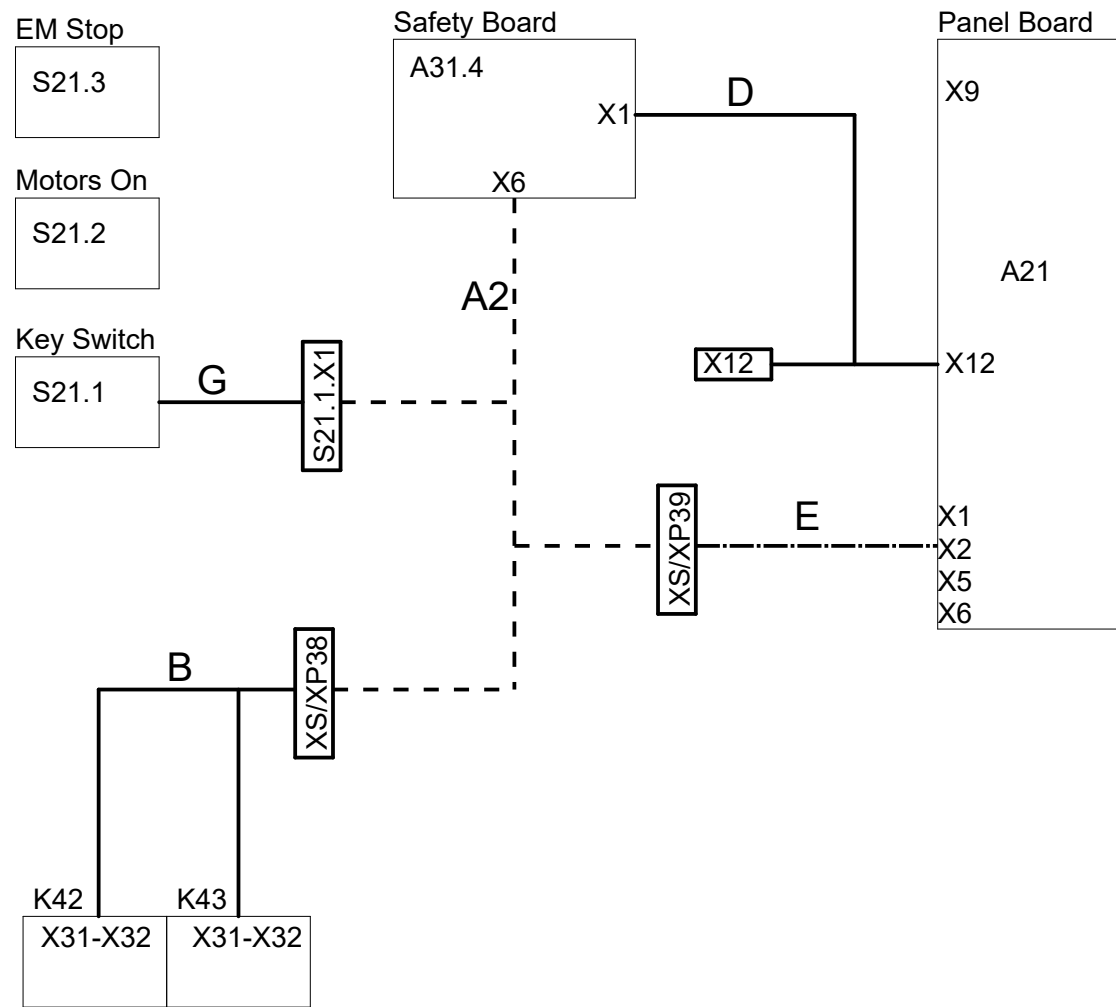 EM Stop
S21.3
Safety Board
A31.4
X1
X6
D
Panel Board
X9
A21
Motors On
S21.2
A2
Key Switch
S21.1
G
S21.1.X1
X12
X12
XS/XP39
E
X1
X2
X5
X6
B
XS/XP38
K42
K43
X31-X32
X31-X32